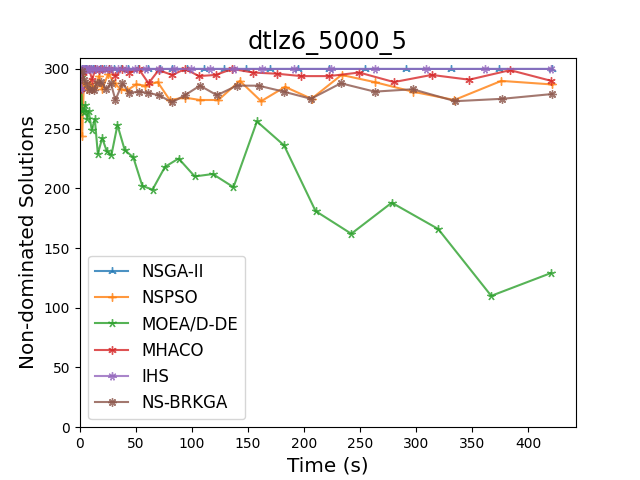 dtlz6_5000_5
Non-dominated Solutions
300
250
200
150
100
50
0
NSGA-II
NSPSO
MOEA/D-DE
MHACO
IHS
NS-BRKGA
0 50 100 150 200 250 300 350 400
Time (s)